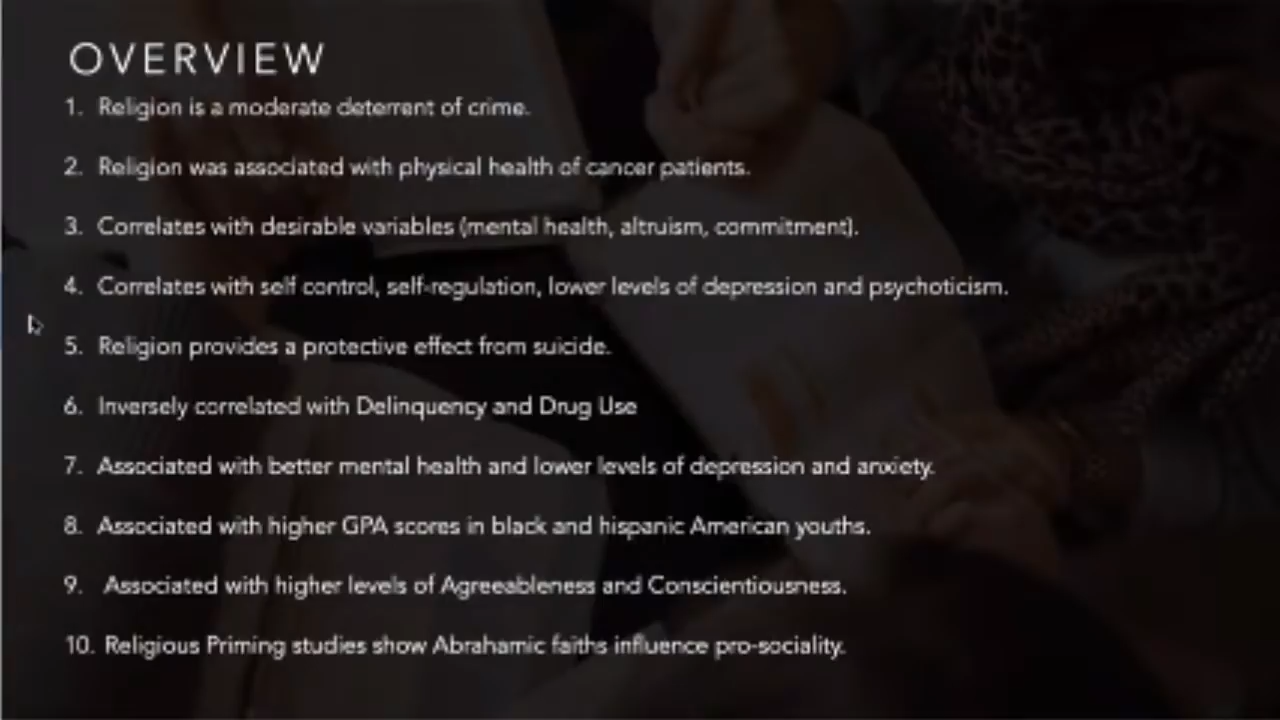 OVERVIEW
1. Religion is a moderate deterrent of crime.
2. Religion was associated with physical health of cancer patients.
3. Correlates with desirable variables (mental health, altruism, commitment).
4. Correlates with self control, self-regulation, lower levels of depression and psychoticism.
5. Religion provides a protective effect from suicide.
6. Inversely correlated with Delinquency and Drug Use
7. Associated with better mental health and lower levels of depression and anxiety.
8. Associated with higher GPA scores in black and hispanic American youths.
9. Associated with higher levels of Agreeableness and Conscientiousness.
10. Religious Priming studies show Abrahamic faiths influence pro-sociality.